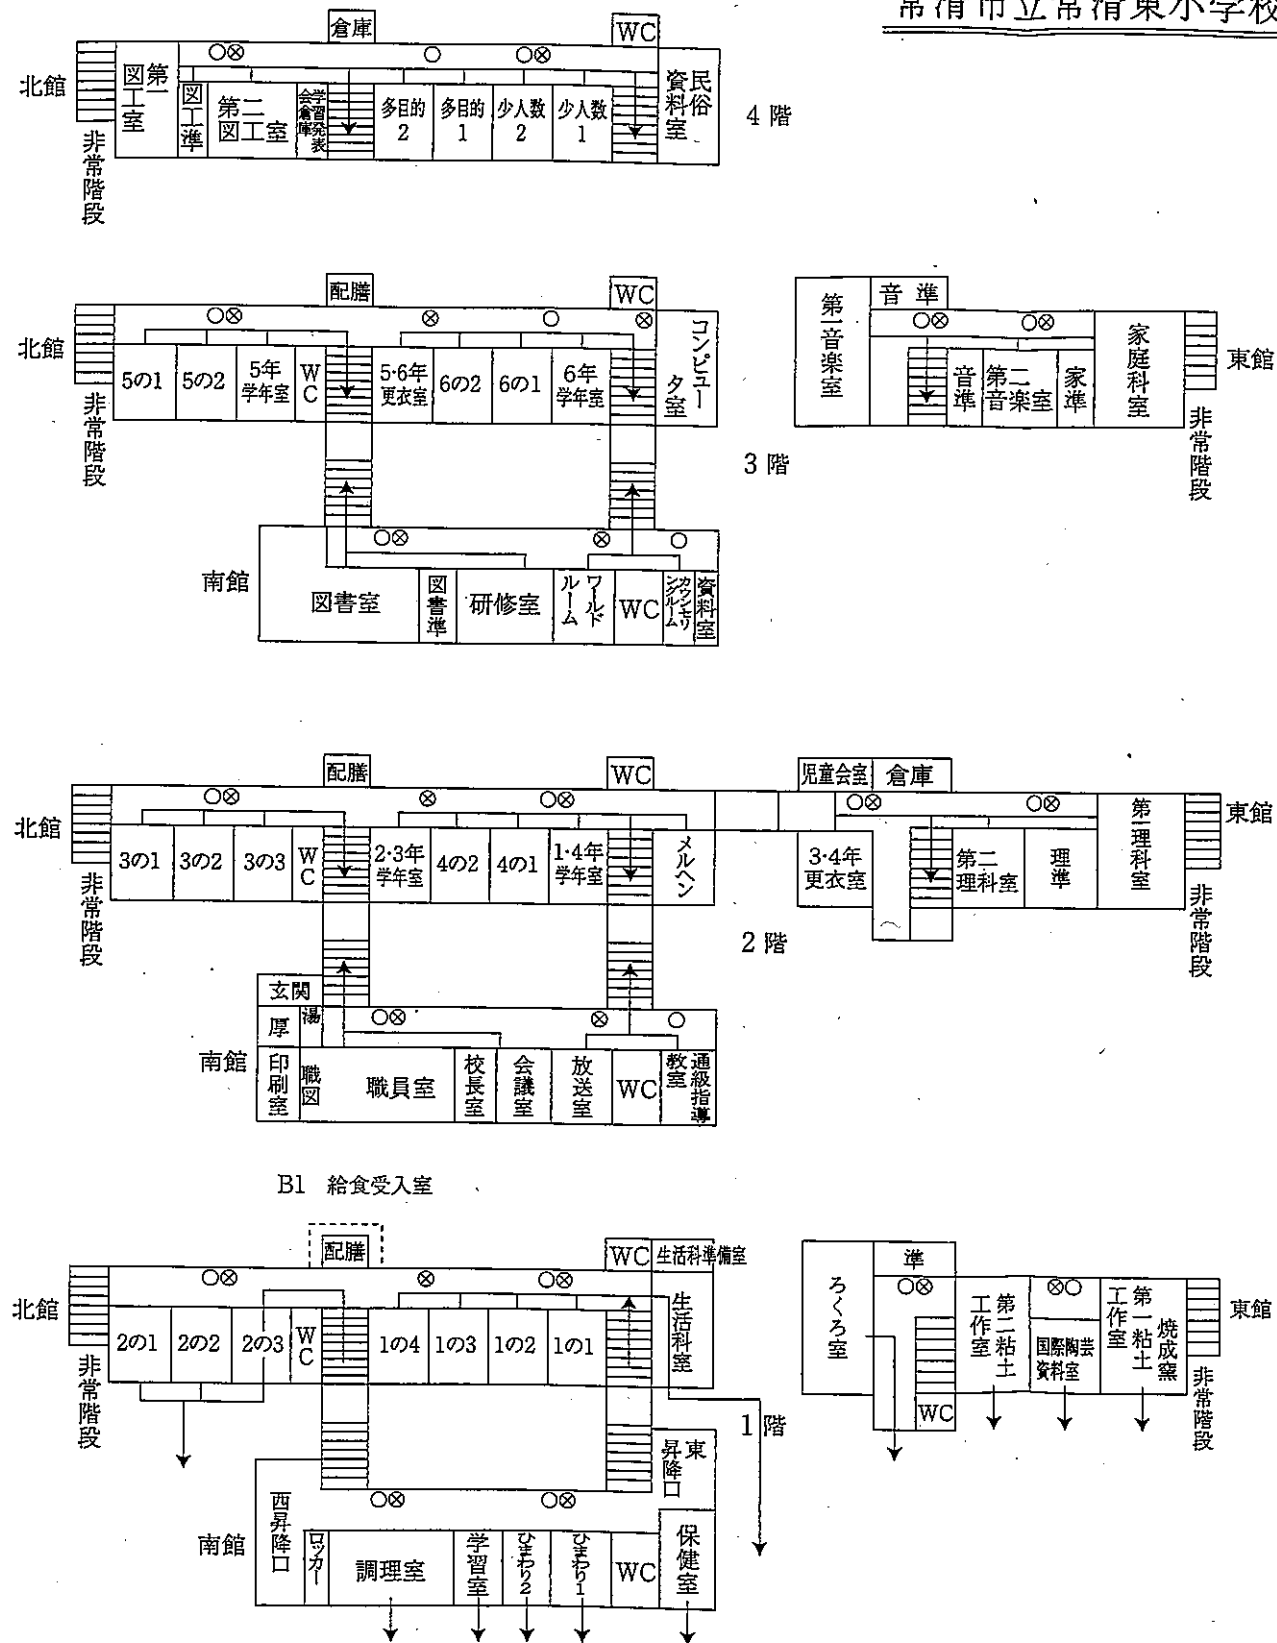 常滑市立常滑東小学校
倉庫
WC
北館
第一図工室
図工準
第二図工室
学習発表会倉庫
多目的2
多目的1
少人数2
少人数1
民俗資料室
4階
非常階段
配膳
WC
音準
北館
5の1
5の2
5年学年室
WC
5・6年更衣室
6の2
6の1
6年学年室
コンピュータ室
第一音楽室
音準
第二音楽室
家準
家庭科室
東館
非常階段
非常階段
3階
南館
図書室
図書準
研修室
ワールドルーム
WC
カウンセリングルーム
資料室
配膳
WC
児童会室
倉庫
北館
3の1
3の2
3の3
WC
2・3年学年室
4の2
4の1
1・4年学年室
メルヘン
3・4年更衣室
第二理科室
理準
第一理科室
東館
非常階段
非常階段
2階
玄関
厚
湯
南館
印刷室
職図
職員室
校長室
会議室
放送室
WC
通級指導教室
B1 給食受入室
配膳
WC
生活科準備室
準
北館
2の1
2の2
2の3
WC
1の4
1の3
1の2
1の1
生活科室
ろくろ室
第二粘土工作室
国際陶芸資料室
第一粘土工作室
焼成窯
東館
WC
非常階段
非常階段
1階
東昇降口
南館
西昇降口
ロッカー
調理室
学習室
ひまわり2
ひまわり1
WC
保健室